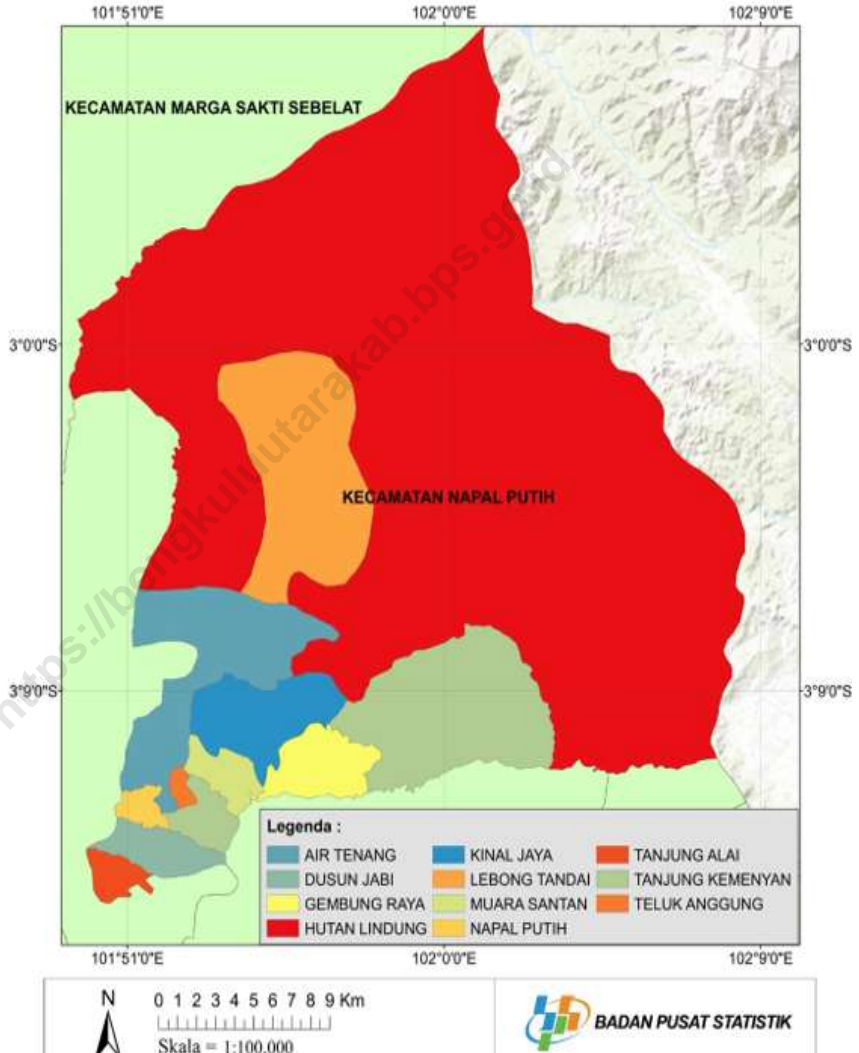 101°51'0"E 102°0'0"E 102°9'0"E
KECAMATAN MARGA SAKTI SEBELAT
3°0'0"S 3°0'0"S
KECAMATAN NAPAL PUTIH
3°9'0"S 3°9'0"S
https://bengkuluutarakab.bps.go.id
Legenda :
AIR TENANG KINAL JAYA TANJUNG ALAI
DUSUN JABI LEBONG TANDAI TANJUNG KEMENYAN
GEMBUNG RAYA MUARA SANTAN TELUK ANGGUNG
HUTAN LINDUNG NAPAL PUTIH
101°51'0"E 102°0'0"E 102°9'0"E
N 0 1 2 3 4 5 6 7 8 9 Km
Skala = 1:100.000
BADAN PUSAT STATISTIK